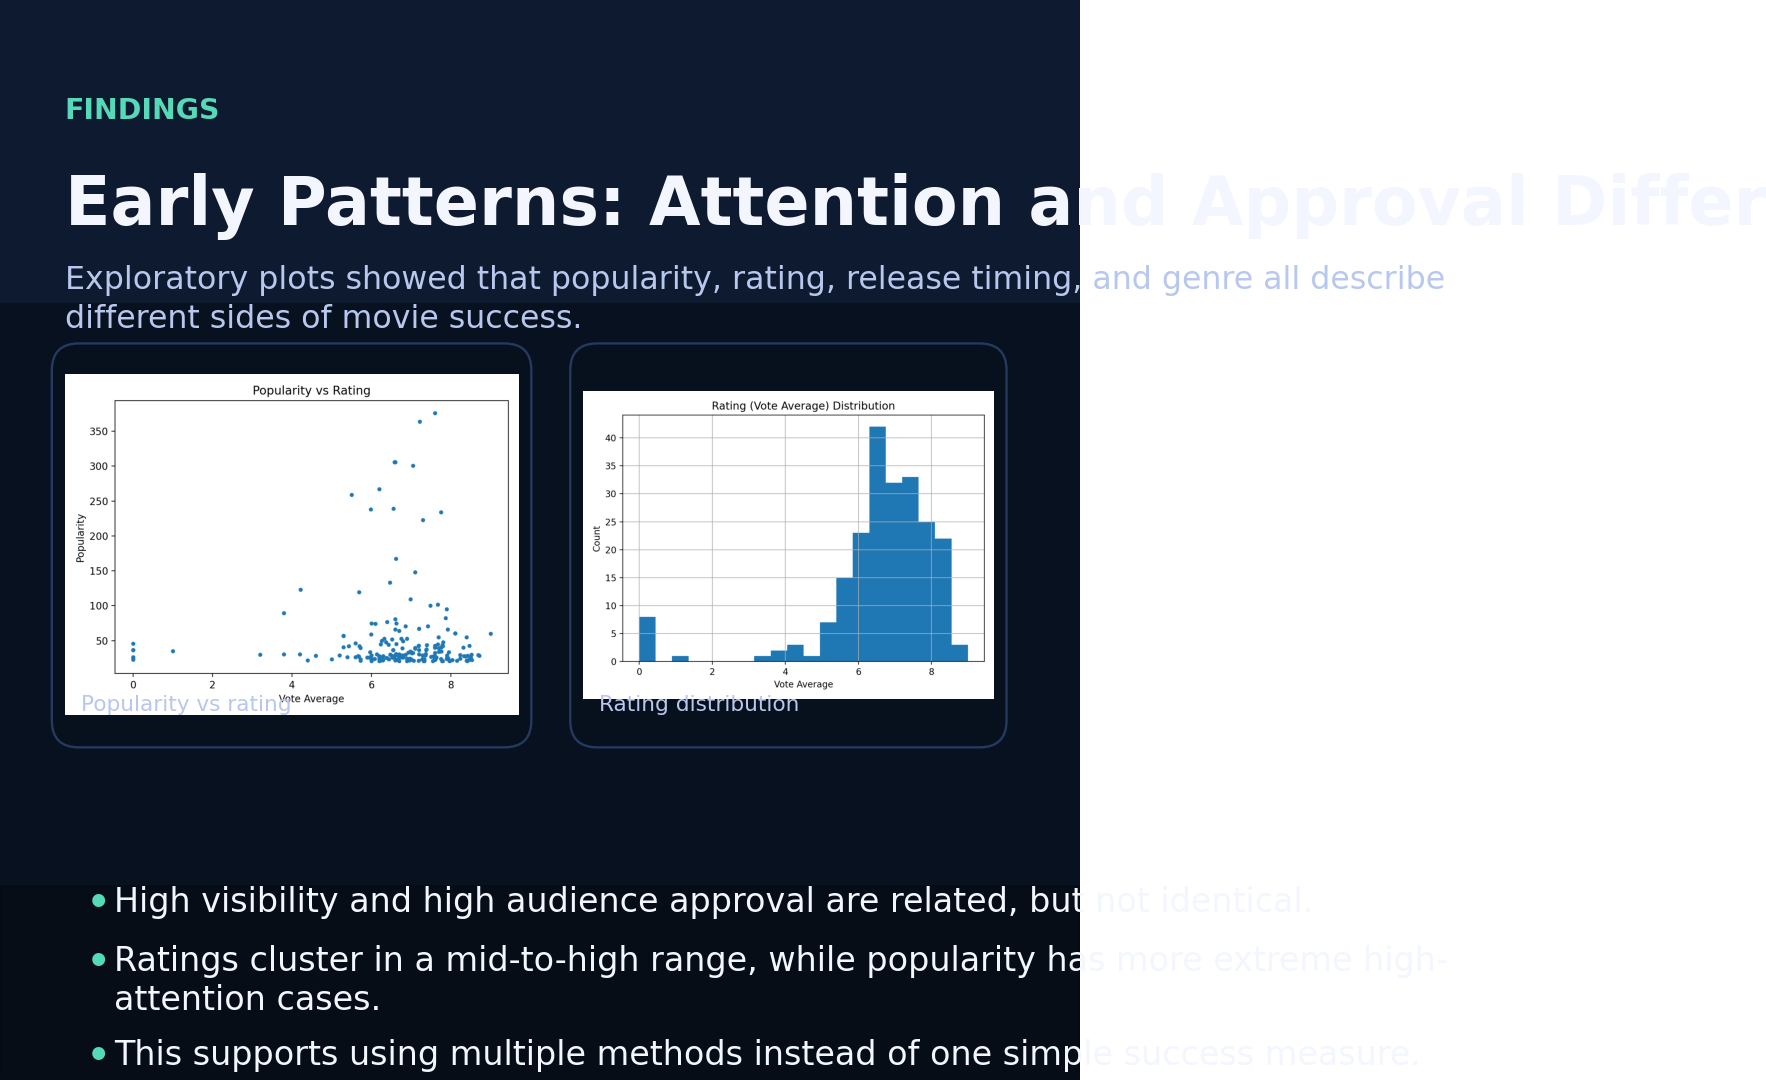 FINDINGS
Early Patterns: Attention and Approval Differ
Exploratory plots showed that popularity, rating, release timing, and genre all describe
different sides of movie success.
Popularity vs Rating
350
300
250
200
150
100
50
Popularity
0 2 4 6 8
Vote Average
Popularity vs rating
Rating (Vote Average) Distribution
40
35
30
25
20
15
10
5
0
Count
0 2 4 6 8
Vote Average
Rating distribution
• High visibility and high audience approval are related, but not identical.
• Ratings cluster in a mid-to-high range, while popularity has more extreme high-
attention cases.
• This supports using multiple methods instead of one simple success measure.